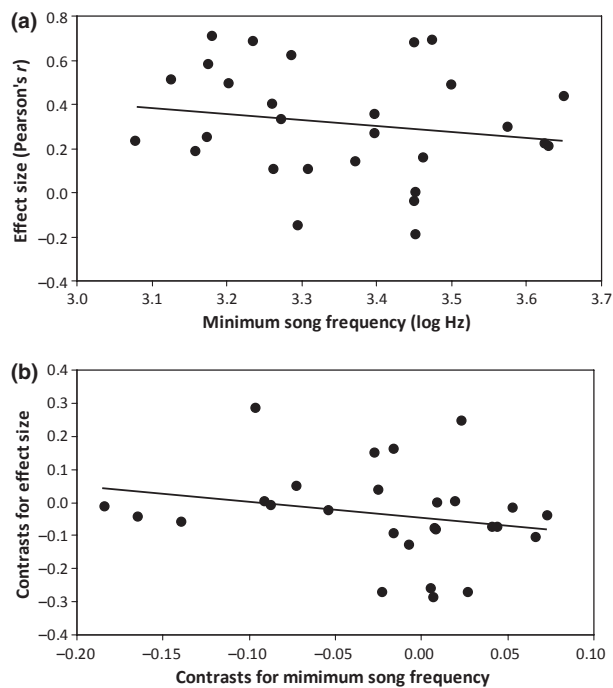 (a)
0.8
0.6
0.4
0.2
0.0
−0.2
−0.4
Effect size (Pearson's r)
3.0 3.1 3.2 3.3 3.4 3.5 3.6 3.7
Minimum song frequency (log Hz)
(b)
0.4
0.3
0.2
0.1
0.0
−0.1
−0.2
−0.3
−0.4
Contrasts for effect size
−0.20 −0.15 −0.10 −0.05 0.00 0.05 0.10
Contrasts for mimimum song frequency